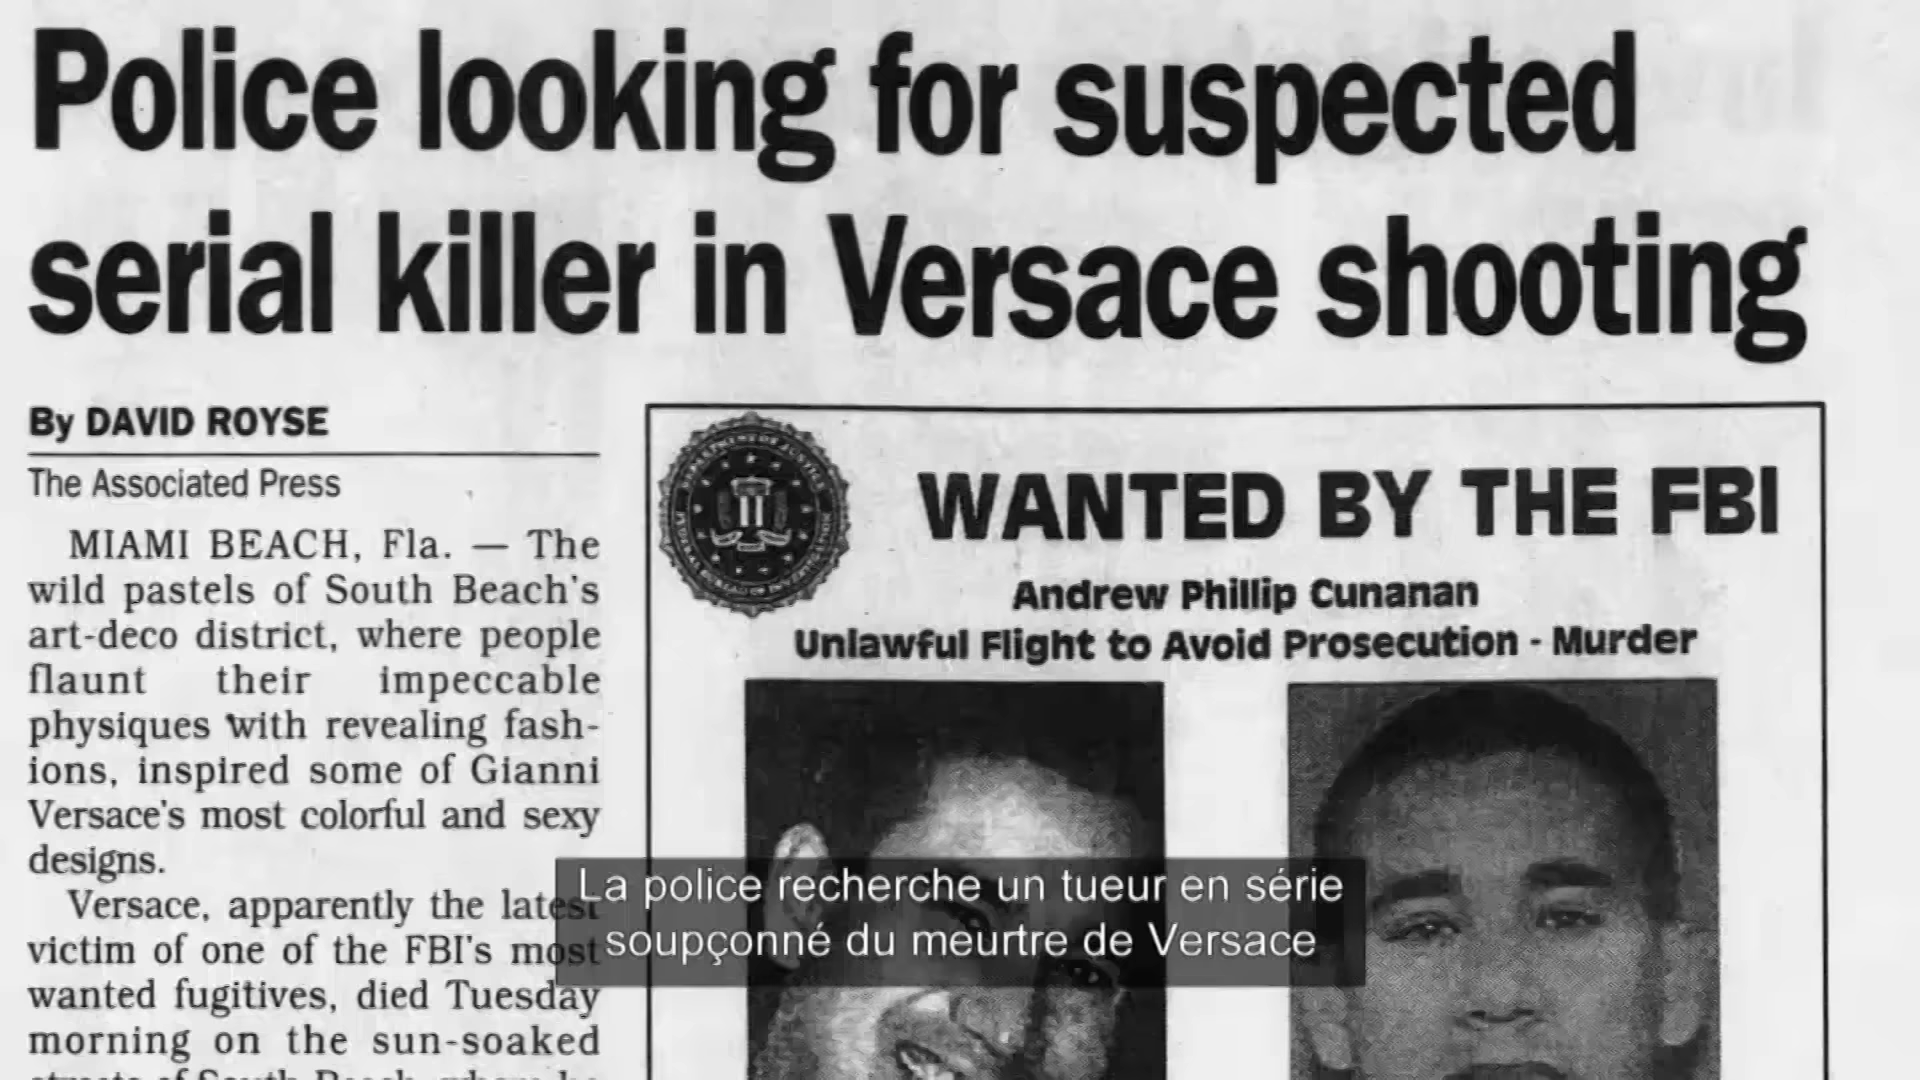 Police looking for suspected
serial killer in Versace shooting
By DAVID ROYSE
The Associated Press
MIAMI BEACH, Fla. — The
wild pastels of South Beach's
art-deco district, where people
flaunt their impeccable
physiques with revealing fash-
ions, inspired some of Gianni
Versace's most colorful and sexy
designs.
Versace, apparently the latest
victim of one of the FBI's most
wanted fugitives, died Tuesday
morning on the sun-soaked
WANTED BY THE FBI
Andrew Phillip Cunanan
Unlawful Flight to Avoid Prosecution - Murder
La police recherche un tueur en série
soupçonné du meurtre de Versace